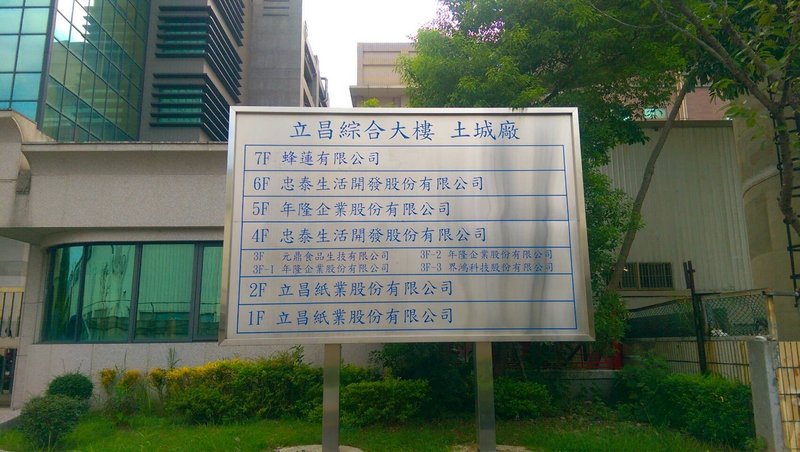 立昌綜合大樓 土城廠
7F 蜂蓮有限公司
6F 忠泰生活開發股份有限公司
5F 年隆企業股份有限公司
4F 忠泰生活開發股份有限公司
3F 元鼎食品生技有限公司 3F-2 年隆企業股份有限公司
3F-1 年隆企業股份有限公司 3F-3 界鴻科技股份有限公司
2F 立昌紙業股份有限公司
1F 立昌紙業股份有限公司